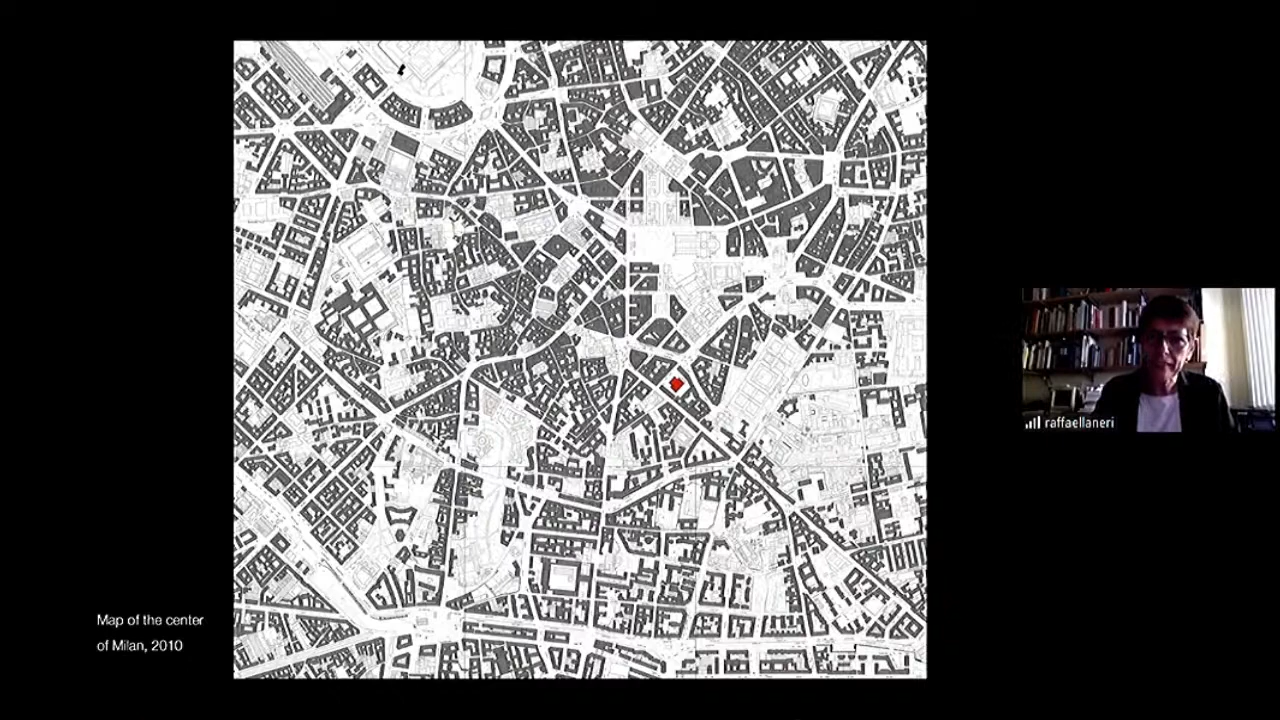 Map of the center
of Milan, 2010
raffaellaneri